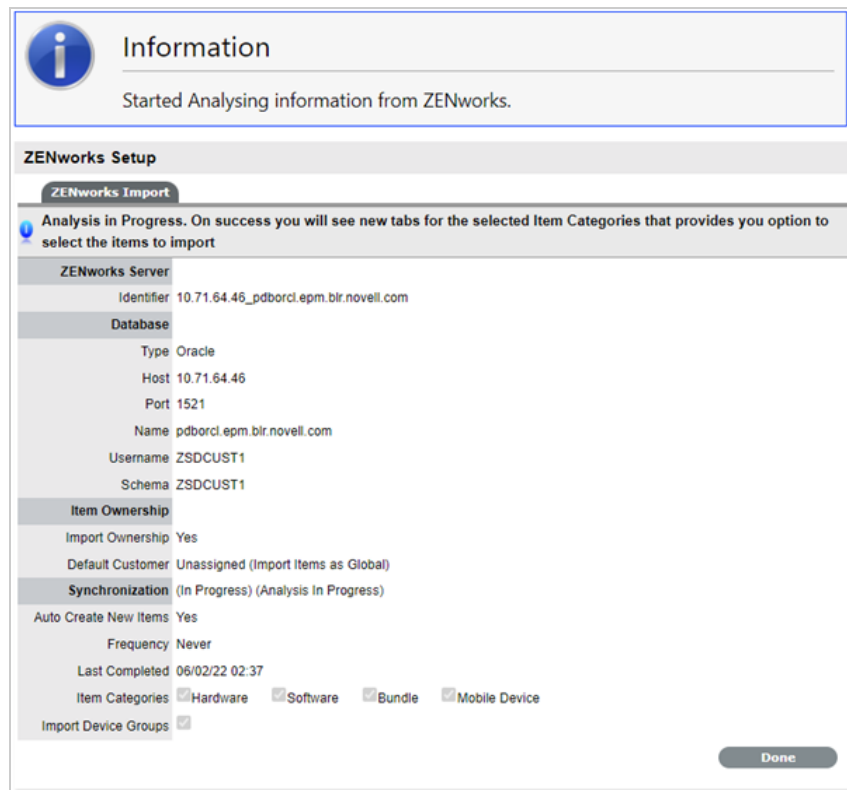 Information
Started Analysing information from ZENworks.
ZENworks Setup
ZENworks Import
Analysis in Progress. On success you will see new tabs for the selected Item Categories that provides you option to
select the items to import
ZENworks Server
Identifier 10.71.64.46_pdborcl.epm.blr.novell.com
Database
Type Oracle
Host 10.71.64.46
Port 1521
Name pdborcl.epm.blr.novell.com
Username ZSDCUST1
Schema ZSDCUST1
Item Ownership
Import Ownership Yes
Default Customer Unassigned (Import Items as Global)
Synchronization (In Progress) (Analysis In Progress)
Auto Create New Items Yes
Frequency Never
Last Completed 06/02/22 02:37
Item Categories Hardware Software Bundle Mobile Device
Import Device Groups
Done